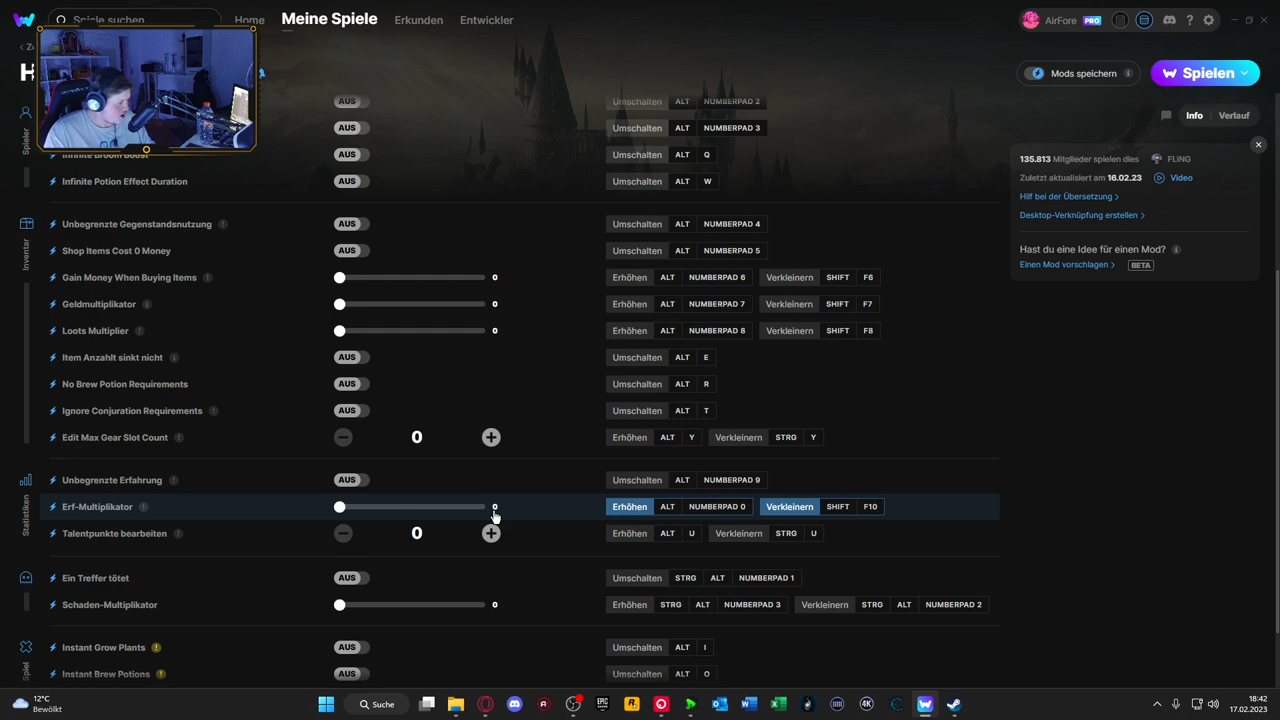 Spiele suchen
Home
Meine Spiele
Erkunden
Entwickler
AirFore PRO
Mods speichern
Spielen
Info Verlauf
135.813 Mitglieder spielen dies FLING
Zuletzt aktualisiert am 16.02.23 Video
Hilf bei der Übersetzung >
Desktop-Verknüpfung erstellen >
Hast du eine Idee für einen Mod?
Einen Mod vorschlagen > BETA
Spieler
AUS Umschalten ALT NUMBERPAD 2
AUS Umschalten ALT NUMBERPAD 3
Infinite Broom Boost AUS Umschalten ALT Q
Infinite Potion Effect Duration AUS Umschalten ALT W
Inventar
Unbegrenzte Gegenstandsnutzung AUS Umschalten ALT NUMBERPAD 4
Shop Items Cost 0 Money AUS Umschalten ALT NUMBERPAD 5
Gain Money When Buying Items 0 Erhöhen ALT NUMBERPAD 6 Verkleinern SHIFT F6
Geldmultiplikator 0 Erhöhen ALT NUMBERPAD 7 Verkleinern SHIFT F7
Loots Multiplier 0 Erhöhen ALT NUMBERPAD 8 Verkleinern SHIFT F8
Item Anzahlt sinkt nicht AUS Umschalten ALT E
No Brew Potion Requirements AUS Umschalten ALT R
Ignore Conjuration Requirements AUS Umschalten ALT T
Edit Max Gear Slot Count 0 Erhöhen ALT Y Verkleinern STRG Y
Statistiken
Unbegrenzte Erfahrung AUS Umschalten ALT NUMBERPAD 9
Erf-Multiplikator 0 Erhöhen ALT NUMBERPAD 0 Verkleinern SHIFT F10
Talentpunkte bearbeiten 0 Erhöhen ALT U Verkleinern STRG U
Ein Treffer tötet AUS Umschalten STRG ALT NUMBERPAD 1
Schaden-Multiplikator 0 Erhöhen STRG ALT NUMBERPAD 3 Verkleinern STRG ALT NUMBERPAD 2
Spiel
Instant Grow Plants AUS Umschalten ALT I
Instant Brew Potions AUS Umschalten ALT O
12°C
Bewölkt
Suche
EPIC
4K
18:42
17.02.2023